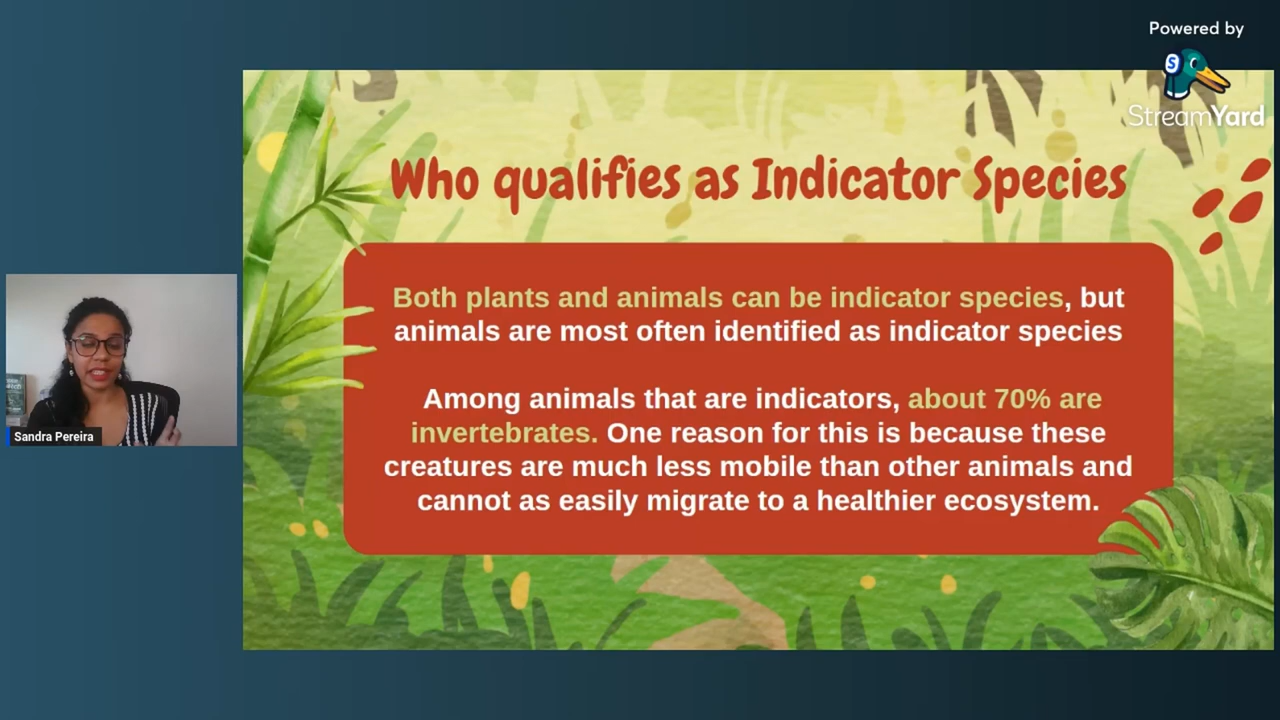 Powered by
StreamYard
Who qualifies as Indicator Species
Both plants and animals can be indicator species, but
animals are most often identified as indicator species
Among animals that are indicators, about 70% are
invertebrates. One reason for this is because these
creatures are much less mobile than other animals and
cannot as easily migrate to a healthier ecosystem.
Sandra Pereira